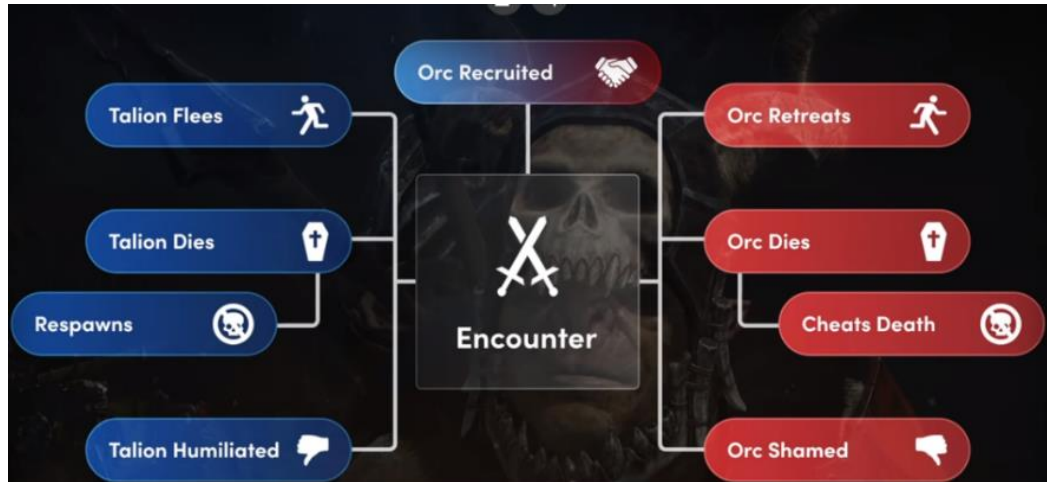 Orc Recruited
Talion Flees
Orc Retreats
Talion Dies
Orc Dies
Respawns
Cheats Death
Encounter
Talion Humiliated
Orc Shamed